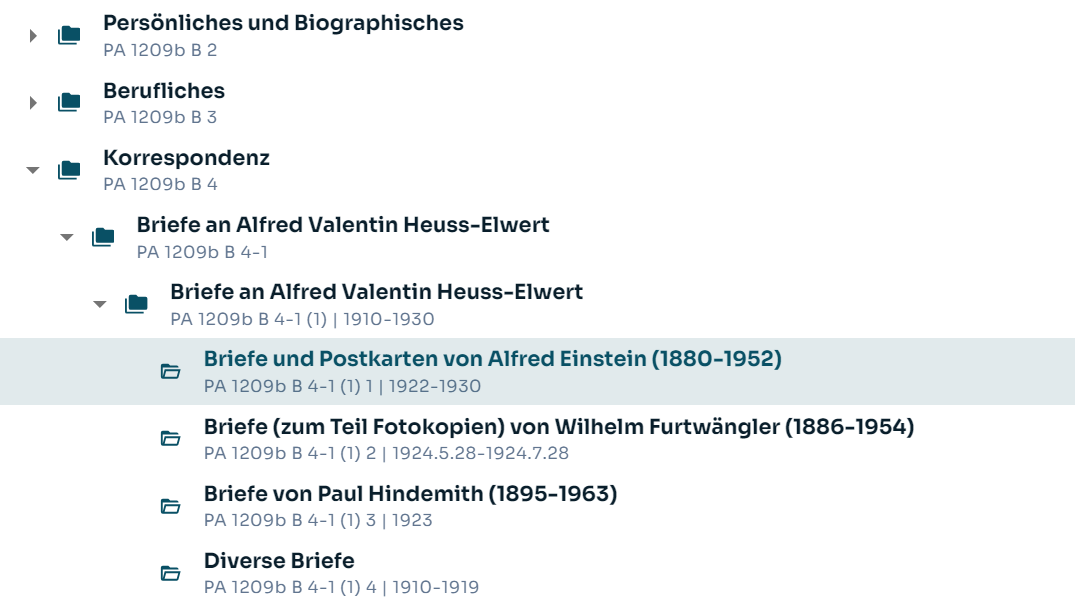 Persönliches und Biographisches
PA 1209b B 2
Berufliches
PA 1209b B 3
Korrespondenz
PA 1209b B 4
Briefe an Alfred Valentin Heuss-Elwert
PA 1209b B 4-1
Briefe an Alfred Valentin Heuss-Elwert
PA 1209b B 4-1 (1) | 1910-1930
Briefe und Postkarten von Alfred Einstein (1880-1952)
PA 1209b B 4-1 (1) 1 | 1922-1930
Briefe (zum Teil Fotokopien) von Wilhelm Furtwängler (1886-1954)
PA 1209b B 4-1 (1) 2 | 1924.5.28-1924.7.28
Briefe von Paul Hindemith (1895-1963)
PA 1209b B 4-1 (1) 3 | 1923
Diverse Briefe
PA 1209b B 4-1 (1) 4 | 1910-1919